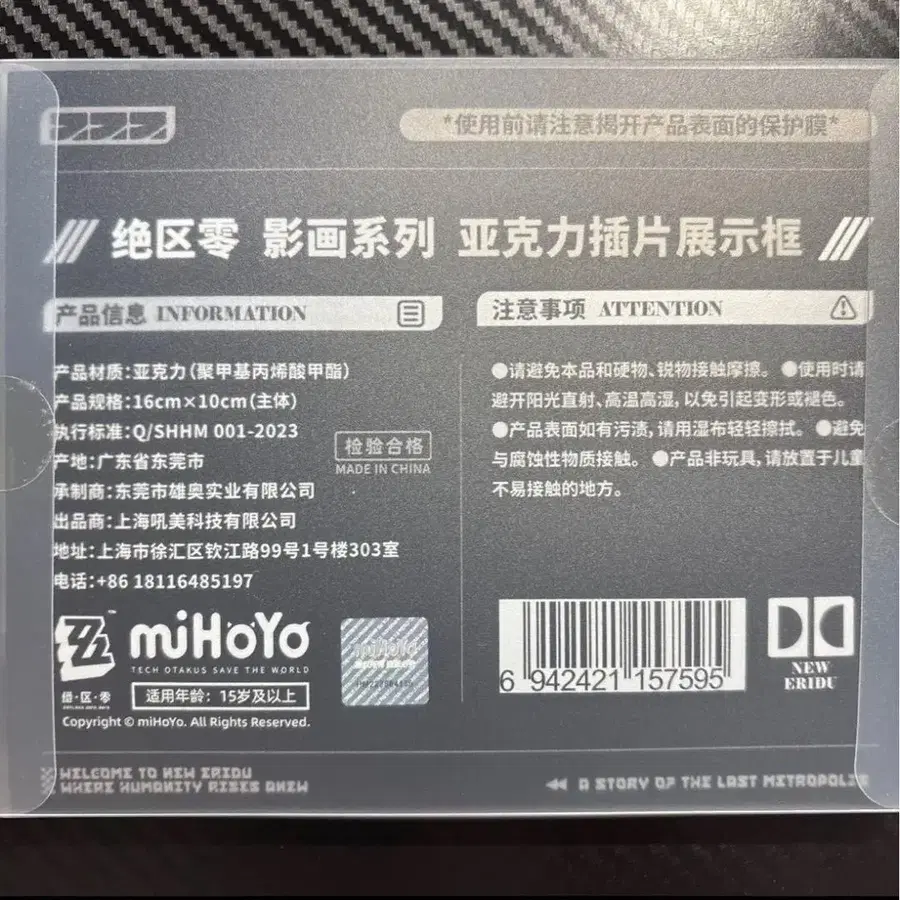 *使用前请注意揭开产品表面的保护膜*
绝区零 影画系列 亚克力插片展示框
产品信息 INFORMATION
产品材质:亚克力(聚甲基丙烯酸甲酯)
产品规格:16cm×10cm(主体)
执行标准:Q/SHHM 001-2023
产地:广东省东莞市
检验合格
MADE IN CHINA
承制商:东莞市雄奥实业有限公司
出品商:上海吼美科技有限公司
地址:上海市徐汇区钦江路99号1号楼303室
电话:+86 18116485197
注意事项 ATTENTION
●请避免本品和硬物、锐物接触摩擦。 ●使用时请
避开阳光直射、高温高湿,以免引起变形或褪色。
●产品表面如有污渍,请用湿布轻轻擦拭。 ●避免
与腐蚀性物质接触。 ●产品非玩具,请放置于儿童
不易接触的地方。
miHoYo
TECH OTAKUS SAVE THE WORLD
绝·区·零
适用年龄:15岁及以上
Copyright © miHoYo. All Rights Reserved.
miHoYo
6 942421 157595
NEW
ERIDU
WELCOME TO NEW ERIDU
WHERE HUMANITY RISES ANEW
A STORY OF THE LAST METROPOLIS